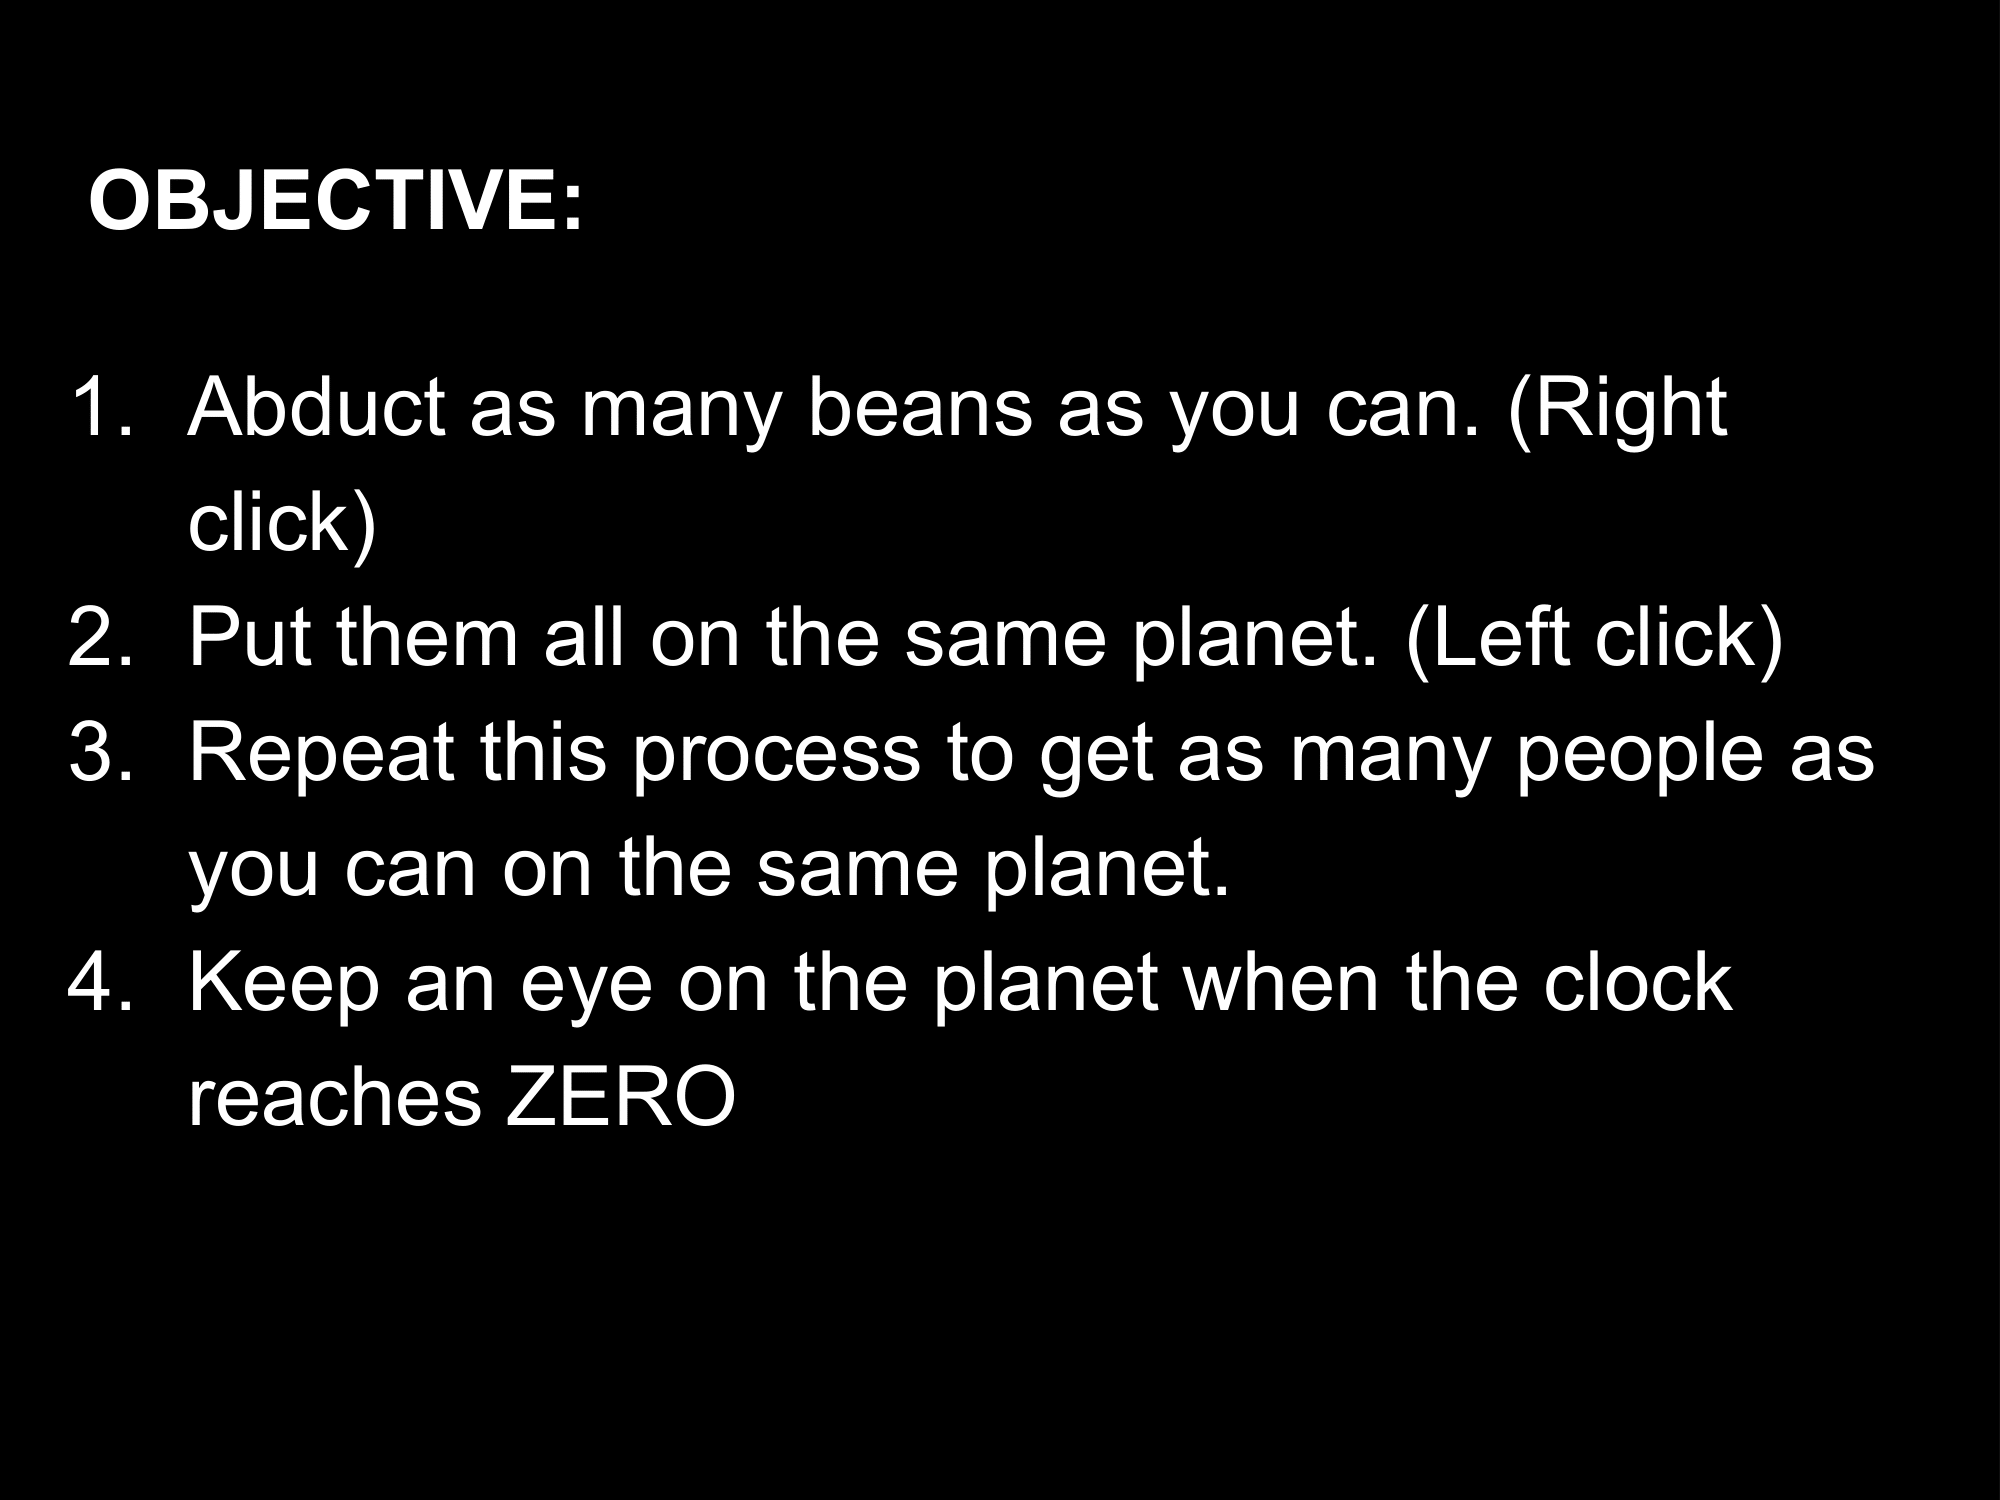 OBJECTIVE:
1. Abduct as many beans as you can. (Right
click)
2. Put them all on the same planet. (Left click)
3. Repeat this process to get as many people as
you can on the same planet.
4. Keep an eye on the planet when the clock
reaches ZERO